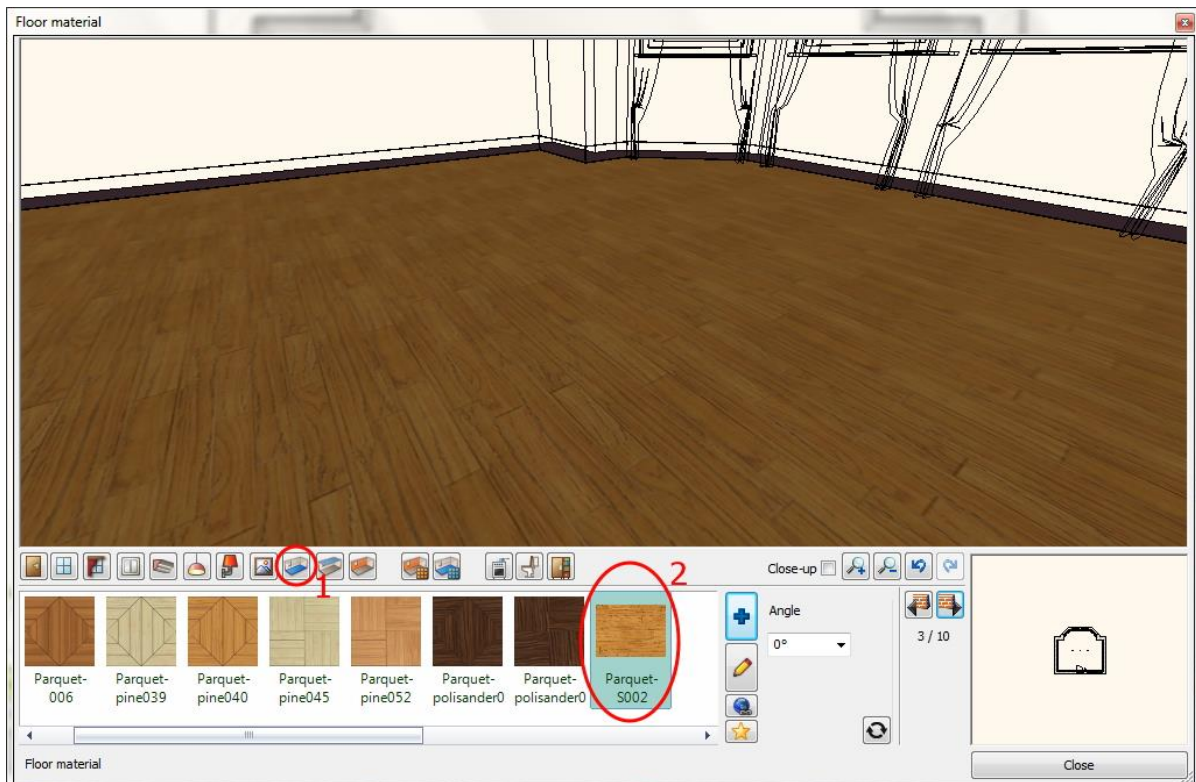 Floor material
1
2
Close-up
Parquet-
006
Parquet-
pine039
Parquet-
pine040
Parquet-
pine045
Parquet-
pine052
Parquet-
polisander0
Parquet-
polisander0
Parquet-
S002
Angle
0°
3 / 10
Floor material
Close